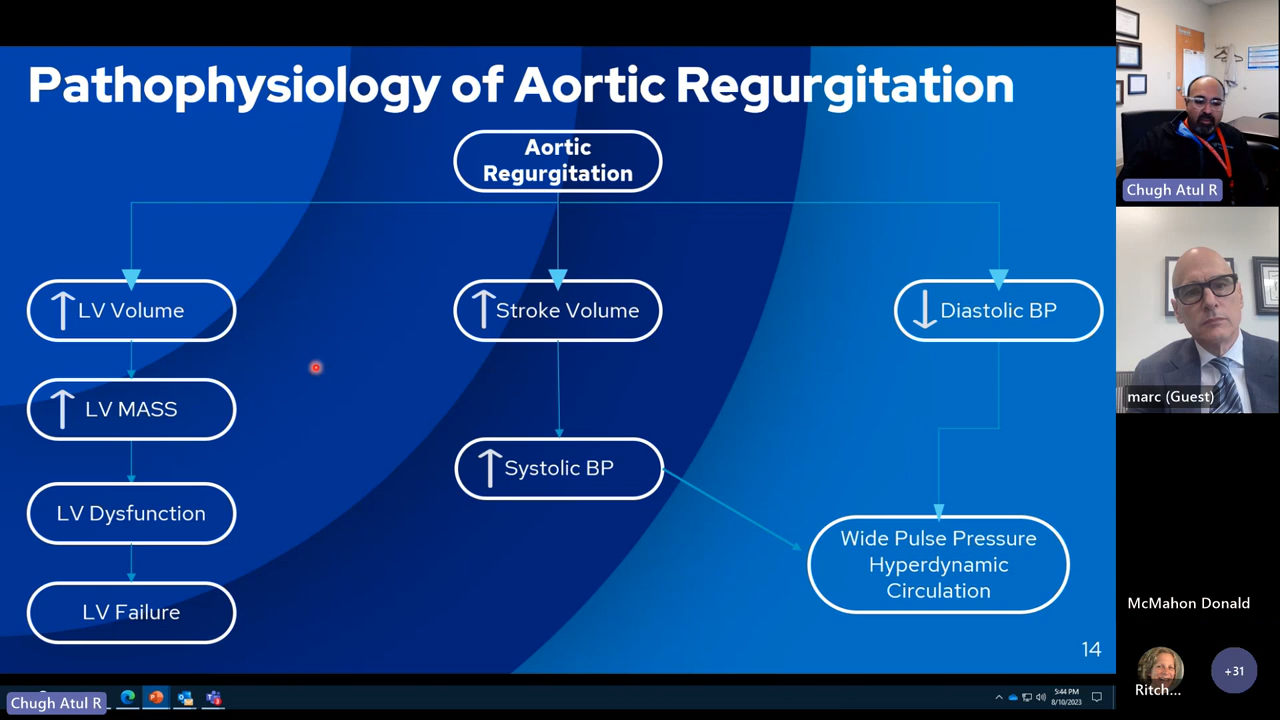 Pathophysiology of Aortic Regurgitation
Aortic
Regurgitation
↑ LV Volume
↑ Stroke Volume
↓ Diastolic BP
↑ LV MASS
↑ Systolic BP
LV Dysfunction
Wide Pulse Pressure
Hyperdynamic
Circulation
LV Failure
14
Chugh Atul R
marc (Guest)
McMahon Donald
Ritch...
+31
Chugh Atul R
5:44 PM
8/10/2023